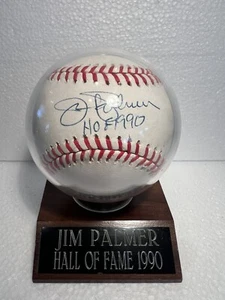 Jim Palmer
HOF 1990
JIM PALMER
HALL OF FAME 1990